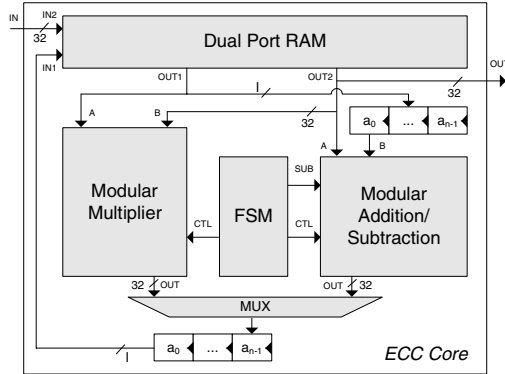 IN
IN2
32
IN1
Dual Port RAM
OUT1
OUT2
OUT
32
I
32
a0 ... an-1
A
B
A
B
Modular
Multiplier
FSM
SUB
CTL
CTL
Modular
Addition/
Subtraction
32
OUT
OUT
32
MUX
I
a0 ... an-1
ECC Core